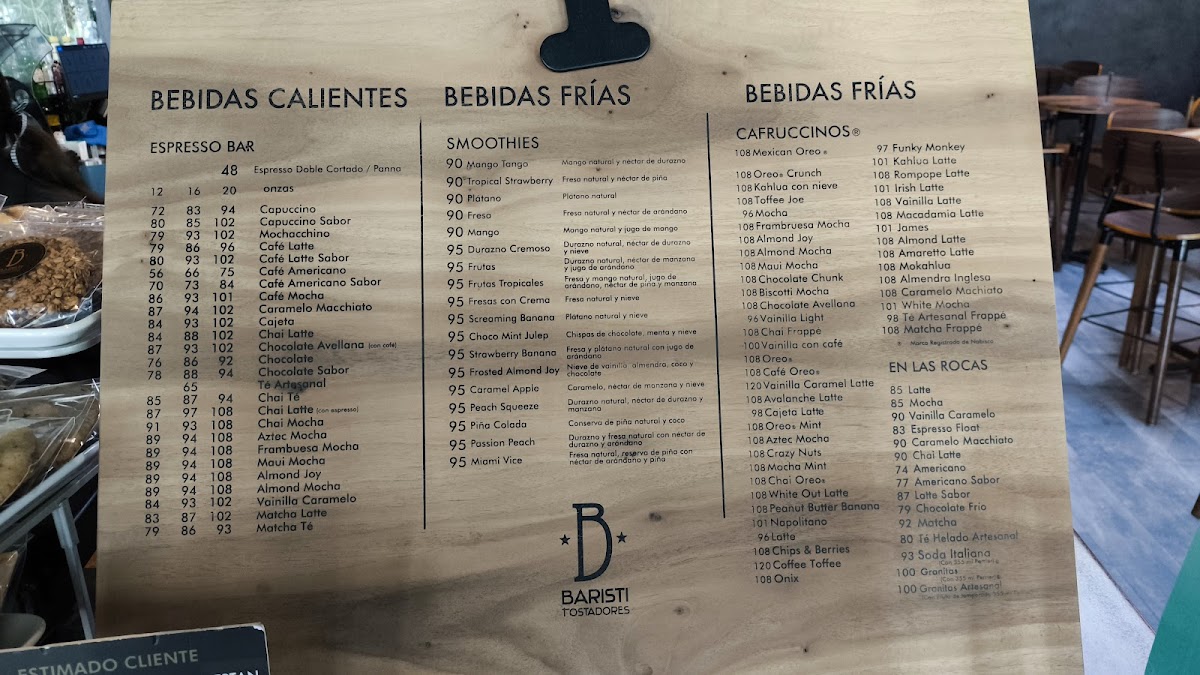 BEBIDAS CALIENTES
ESPRESSO BAR
48 Espresso Doble Cortado / Panna
12 16 20 onzas
72 83 94 Capuccino
80 85 102 Capuccino Sabor
79 93 102 Mochacchino
79 86 96 Café Latte
80 93 102 Café Latte Sabor
56 66 75 Café Americano
70 73 84 Café Americano Sabor
86 93 101 Café Mocha
87 94 102 Caramelo Macchiato
84 93 102 Cajeta
84 88 102 Chai Latte
87 93 102 Chocolate Avellana (con café)
76 86 92 Chocolate
78 88 94 Chocolate Sabor
65 Té Artesanal
85 87 94 Chai Té
87 97 108 Chai Latte (con espresso)
91 93 108 Chai Mocha
89 94 108 Aztec Mocha
89 94 108 Frambuesa Mocha
89 94 108 Maui Mocha
89 94 108 Almond Joy
89 94 108 Almond Mocha
84 93 102 Vainilla Caramelo
83 87 102 Matcha Latte
79 86 93 Matcha Té
BEBIDAS FRÍAS
SMOOTHIES
90 Mango Tango Mango natural y néctar de durazno
90 Tropical Strawberry Fresa natural y néctar de piña
90 Plátano Plátano natural
90 Fresa Fresa natural y néctar de arándano
90 Mango Mango natural y jugo de mango
95 Durazno Cremoso Durazno natural, néctar de durazno
y nieve
95 Frutas Durazno natural, néctar de manzana
y jugo de arándano
95 Frutas Tropicales Fresa y mango natural, jugo de
arándano, néctar de piña y manzana
95 Fresas con Crema Fresa natural y nieve
95 Screaming Banana Plátano natural y nieve
95 Choco Mint Julep Chispas de chocolate, menta y nieve
95 Strawberry Banana Fresa y plátano natural con jugo de
arándano
95 Frosted Almond Joy Nieve de vainilla almendra, coco y
chocolate
95 Caramel Apple Caramelo, néctar de manzana y nieve
95 Peach Squeeze Durazno natural, néctar de durazno y
manzana
95 Piña Colada Conserva de piña natural y coco
95 Passian Peach Durazno y fresa natural con néctar de
durazno y arándano
95 Miami Vice Fresa natural, reserva de piña con
néctar de arándano y piña
BARISTI
TOSTADORES
BEBIDAS FRÍAS
CAFRUCCINOS®
108 Mexican Oreo®
108 Oreo® Crunch
108 Kahlua con nieve
108 Toffee Joe
96 Mocha
108 Frambruesa Mocha
108 Almond Joy
108 Almond Mocha
108 Maui Mocha
108 Chocolate Chunk
108 Biscotti Mocha
108 Chocolate Avellana
96 Vainilla Light
108 Chai Frappé
100 Vainilla con café
108 Oreo®
108 Café Oreo®
120 Vainilla Caramel Latte
108 Avalanche Latte
98 Cajeta Latte
108 Oreo® Mint
108 Aztec Mocha
108 Crazy Nuts
108 Mocha Mint
108 Chai Oreo®
108 White Out Latte
108 Peanut Butter Banana
101 Napolitano
96 Latte
108 Chips & Berries
120 Coffee Toffee
108 Onix
97 Funky Monkey
101 Kahlua Latte
108 Rompope Latte
101 Irish Latte
108 Vainilla Latte
108 Macadamia Latte
101 James
108 Almond Latte
108 Amaretto Latte
108 Mokahlua
108 Almendra Inglesa
108 Caramelo Machiato
101 White Mocha
98 Té Artesanal Frappé
108 Matcha Frappé
® Marca Registrada de Nabisco
EN LAS ROCAS
85 Latte
85 Mocha
90 Vainilla Caramelo
83 Espresso Float
90 Caramelo Macchiato
90 Chai Latte
74 Americano
77 Americano Sabor
87 Latte Sabor
79 Chocolate Frío
92 Matcha
80 Té Helado Artesanal
93 Soda Italiana
(Con 355 ml Perrier)
100 Granitas
(Con 355 ml Perrier)
100 Granitas Artesanal
ESTIMADO CLIENTE